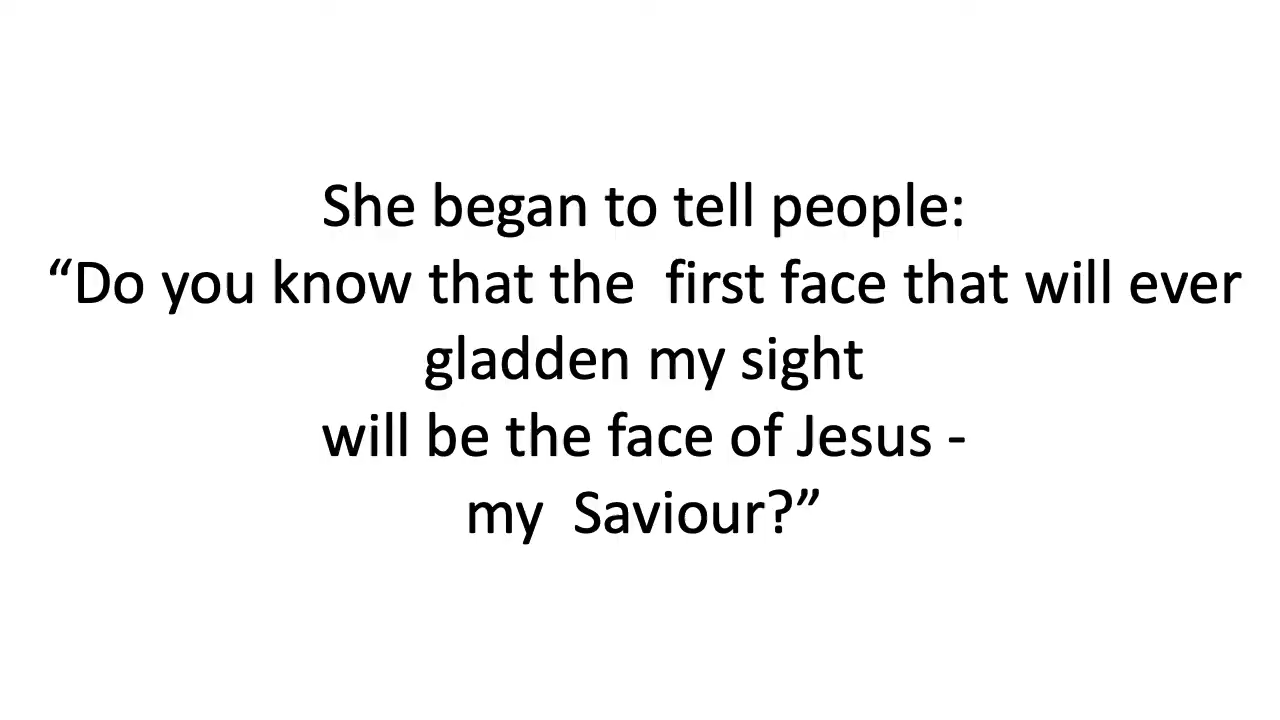 She began to tell people:
“Do you know that the  first face that will ever
gladden my sight
will be the face of Jesus -
my  Saviour?”